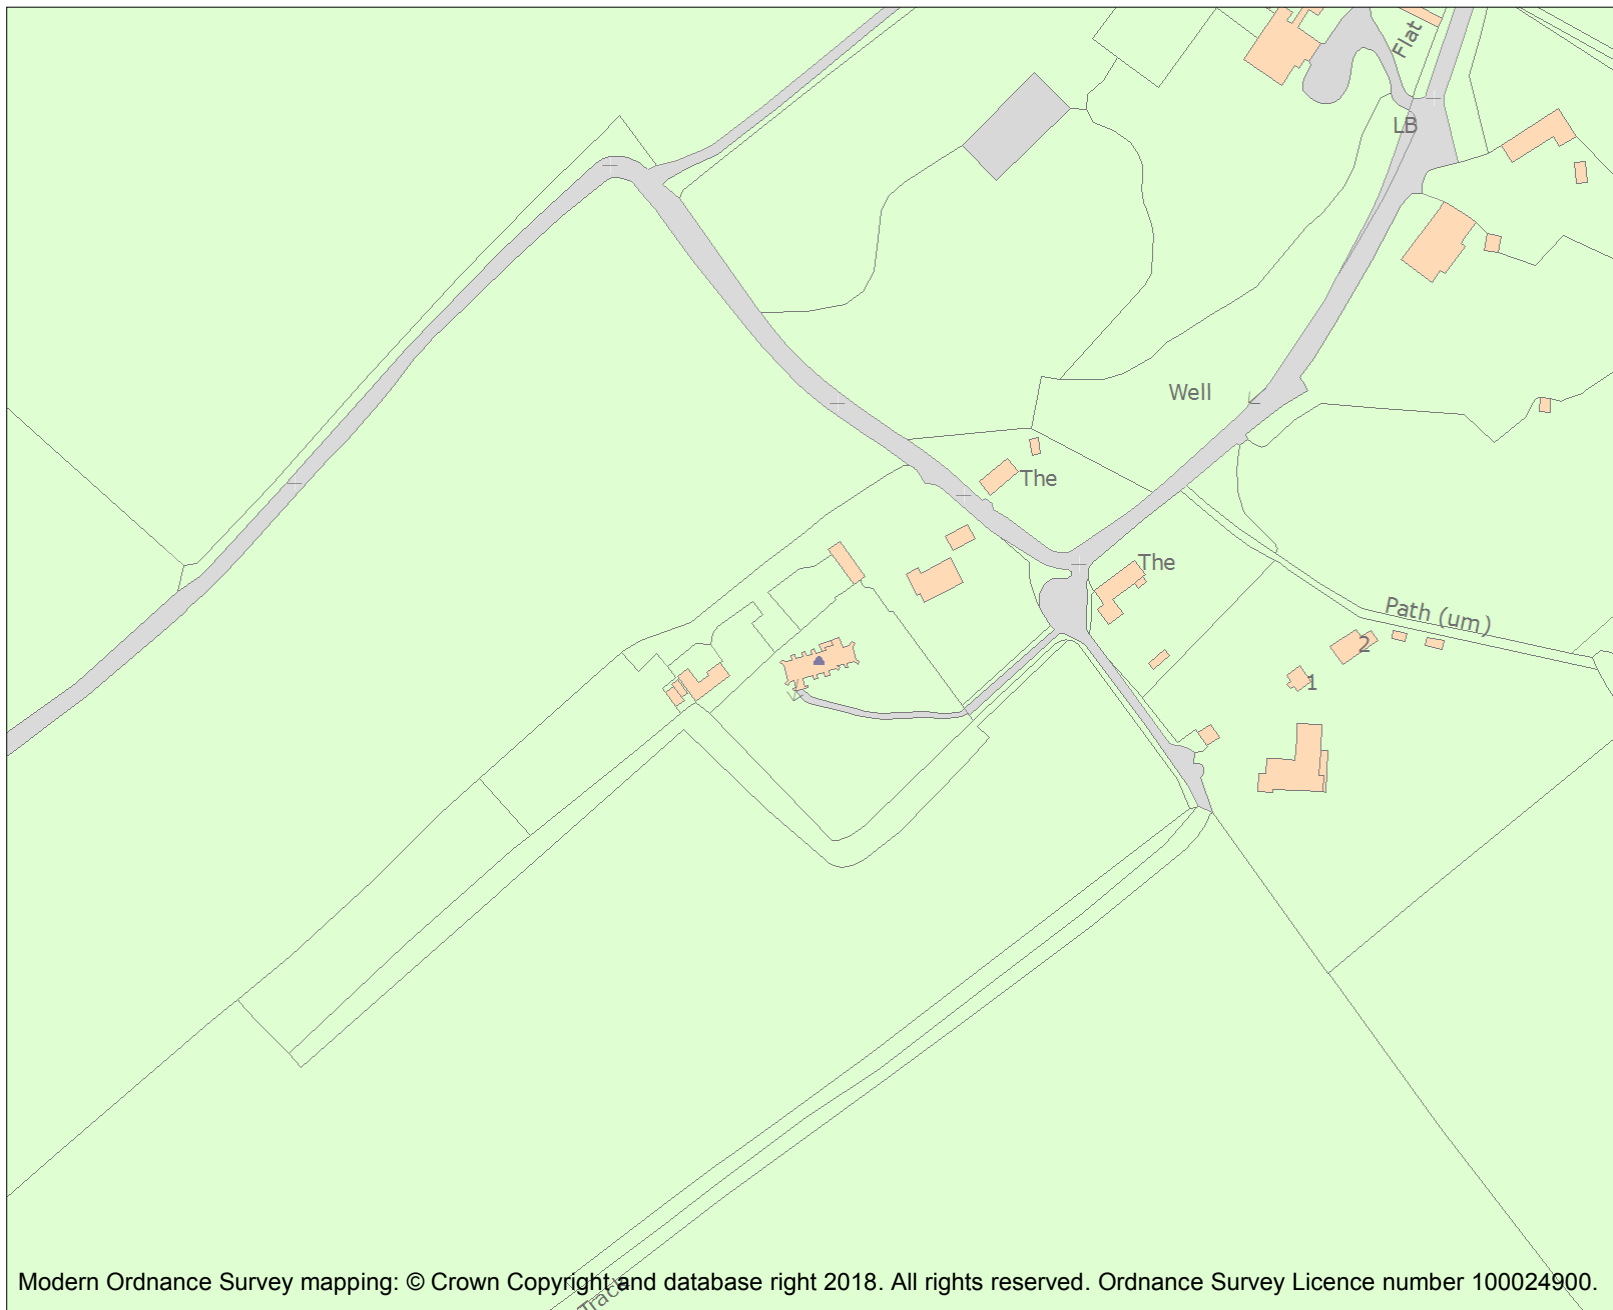 Flat
LB
Well
The
The
Path (um)
2
1
Track
Modern Ordnance Survey mapping: © Crown Copyright and database right 2018. All rights reserved. Ordnance Survey Licence number 100024900.